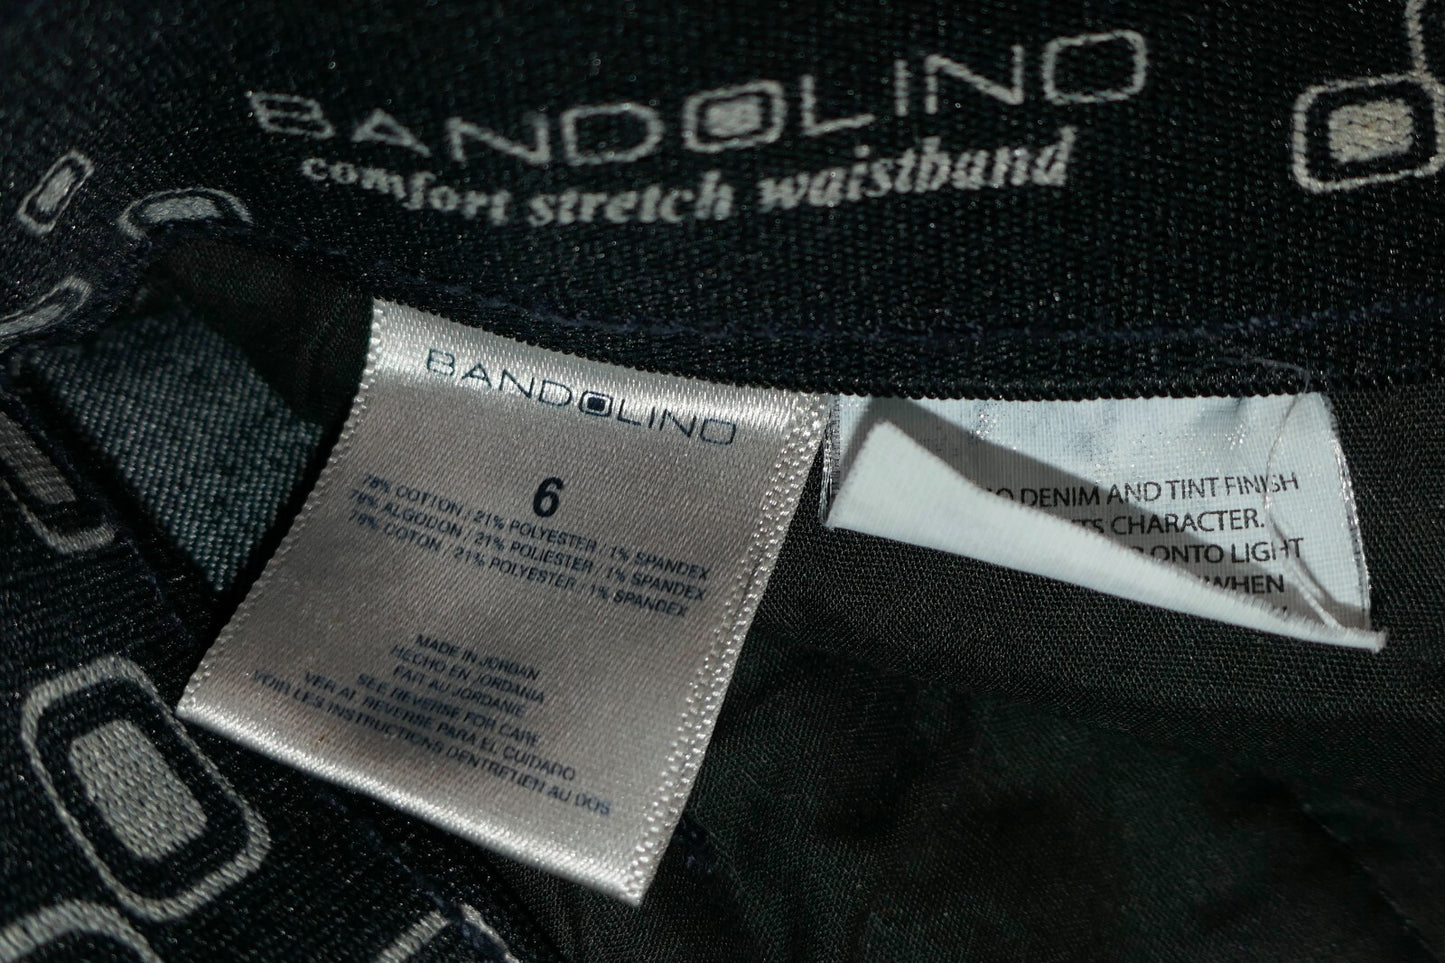 BANDOLINO
comfort stretch waistband
BANDOLINO
6
78% COTTON / 21% POLYESTER / 1% SPANDEX
78% ALGODON / 21% POLIESTER / 1% SPANDEX
78% COTON / 21% POLYESTER / 1% SPANDEX
MADE IN JORDAN
HECHO EN JORDANIA
FAIT AU JORDANIE
SEE REVERSE FOR CARE
VER AL REVERSE PARA EL CUIDADO
VOIR LES INSTRUCTIONS DENTRETIEN AU DOS
DENIM AND TINT FINISH
CHARACTER.
ONTO LIGHT
WHEN